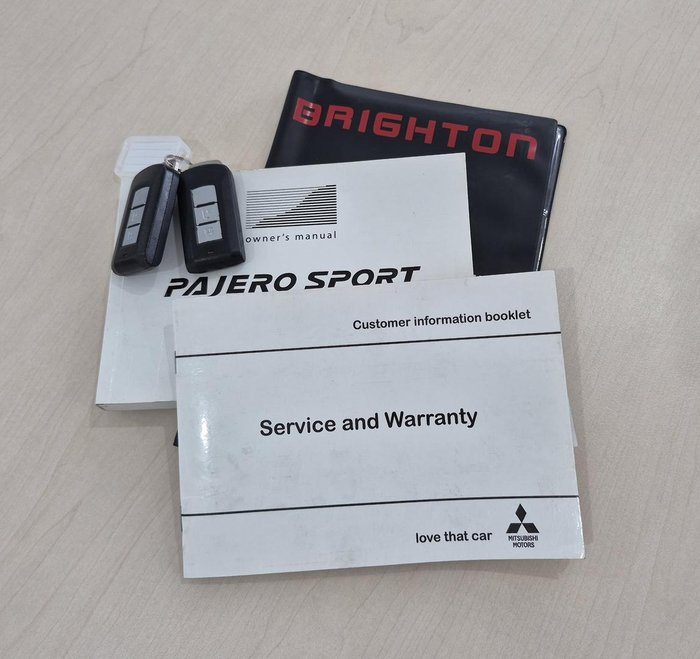 BRIGHTON
owner's manual
PAJERO SPORT
Customer information booklet
Service and Warranty
love that car
MITSUBISHI
MOTORS